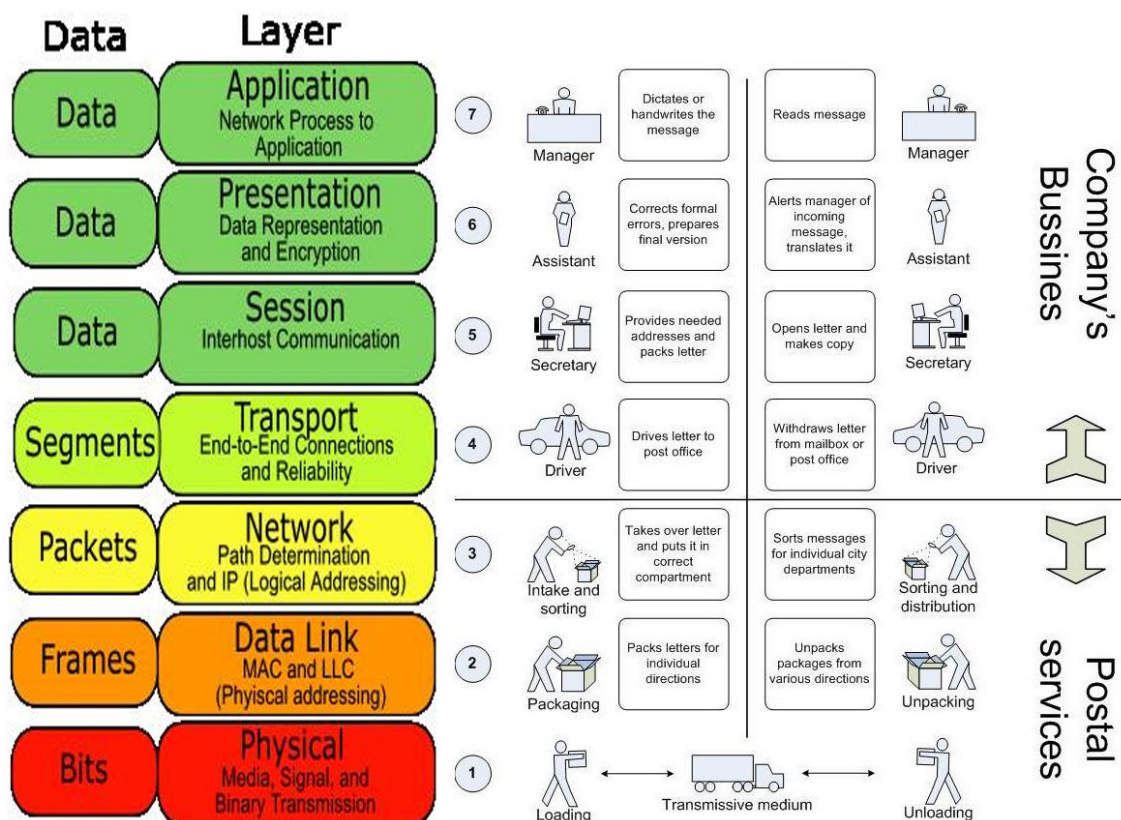 Data
Layer
Data
Application
Network Process to
Application
7
Manager
Dictates or
handwrites the
message
Reads message
Manager
Data
Presentation
Data Representation
and Encryption
6
Assistant
Corrects formal
errors, prepares
final version
Alerts manager of
incoming
message,
translates it
Assistant
Data
Session
Interhost Communication
5
Secretary
Provides needed
addresses and
packs letter
Opens letter and
makes copy
Secretary
Company's
Bussines
Segments
Transport
End-to-End Connections
and Reliability
4
Driver
Drives letter to
post office
Withdraws letter
from mailbox or
post office
Driver
Packets
Network
Path Determination
and IP (Logical Addressing)
3
Intake and
sorting
Takes over letter
and puts it in
correct
compartment
Sorts messages
for individual city
departments
Sorting and
distribution
Frames
Data Link
MAC and LLC
(Phyiscal addressing)
2
Packaging
Packs letters for
individual
directions
Unpacks
packages from
various directions
Unpacking
Postal
services
Bits
Physical
Media, Signal, and
Binary Transmission
1
Loading
Transmissive medium
Unloading